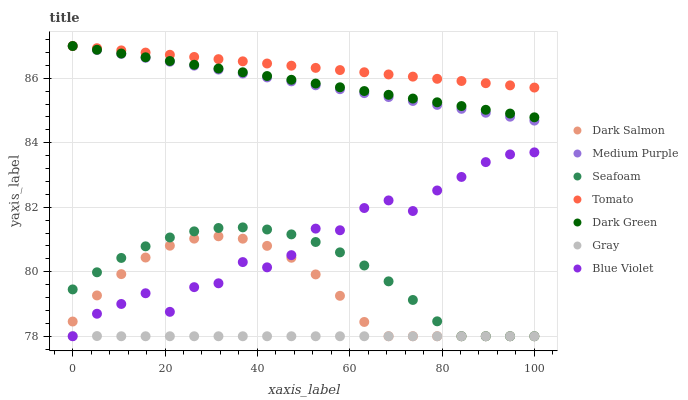 title
yaxis_label
86
84
82
80
78
0
20
40
60
80
100
xaxis_label
Dark Salmon
Medium Purple
Seafoam
Tomato
Dark Green
Gray
Blue Violet